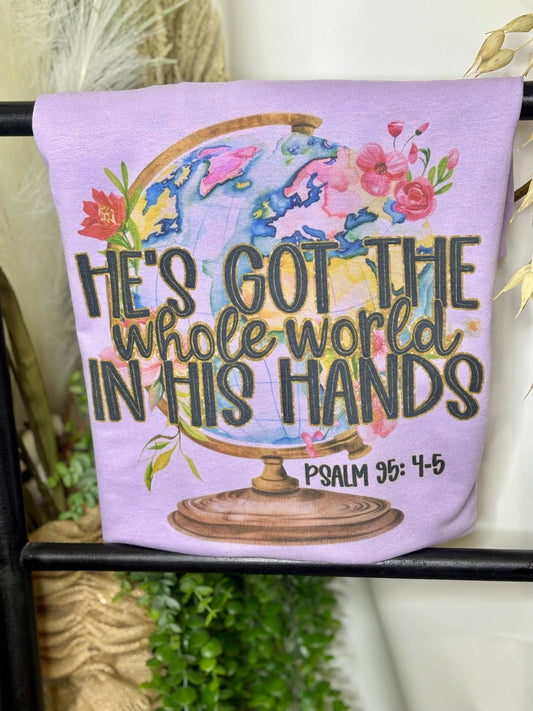 HE'S GOT THE
whole world
IN HIS HANDS
PSALM 95: 4-5